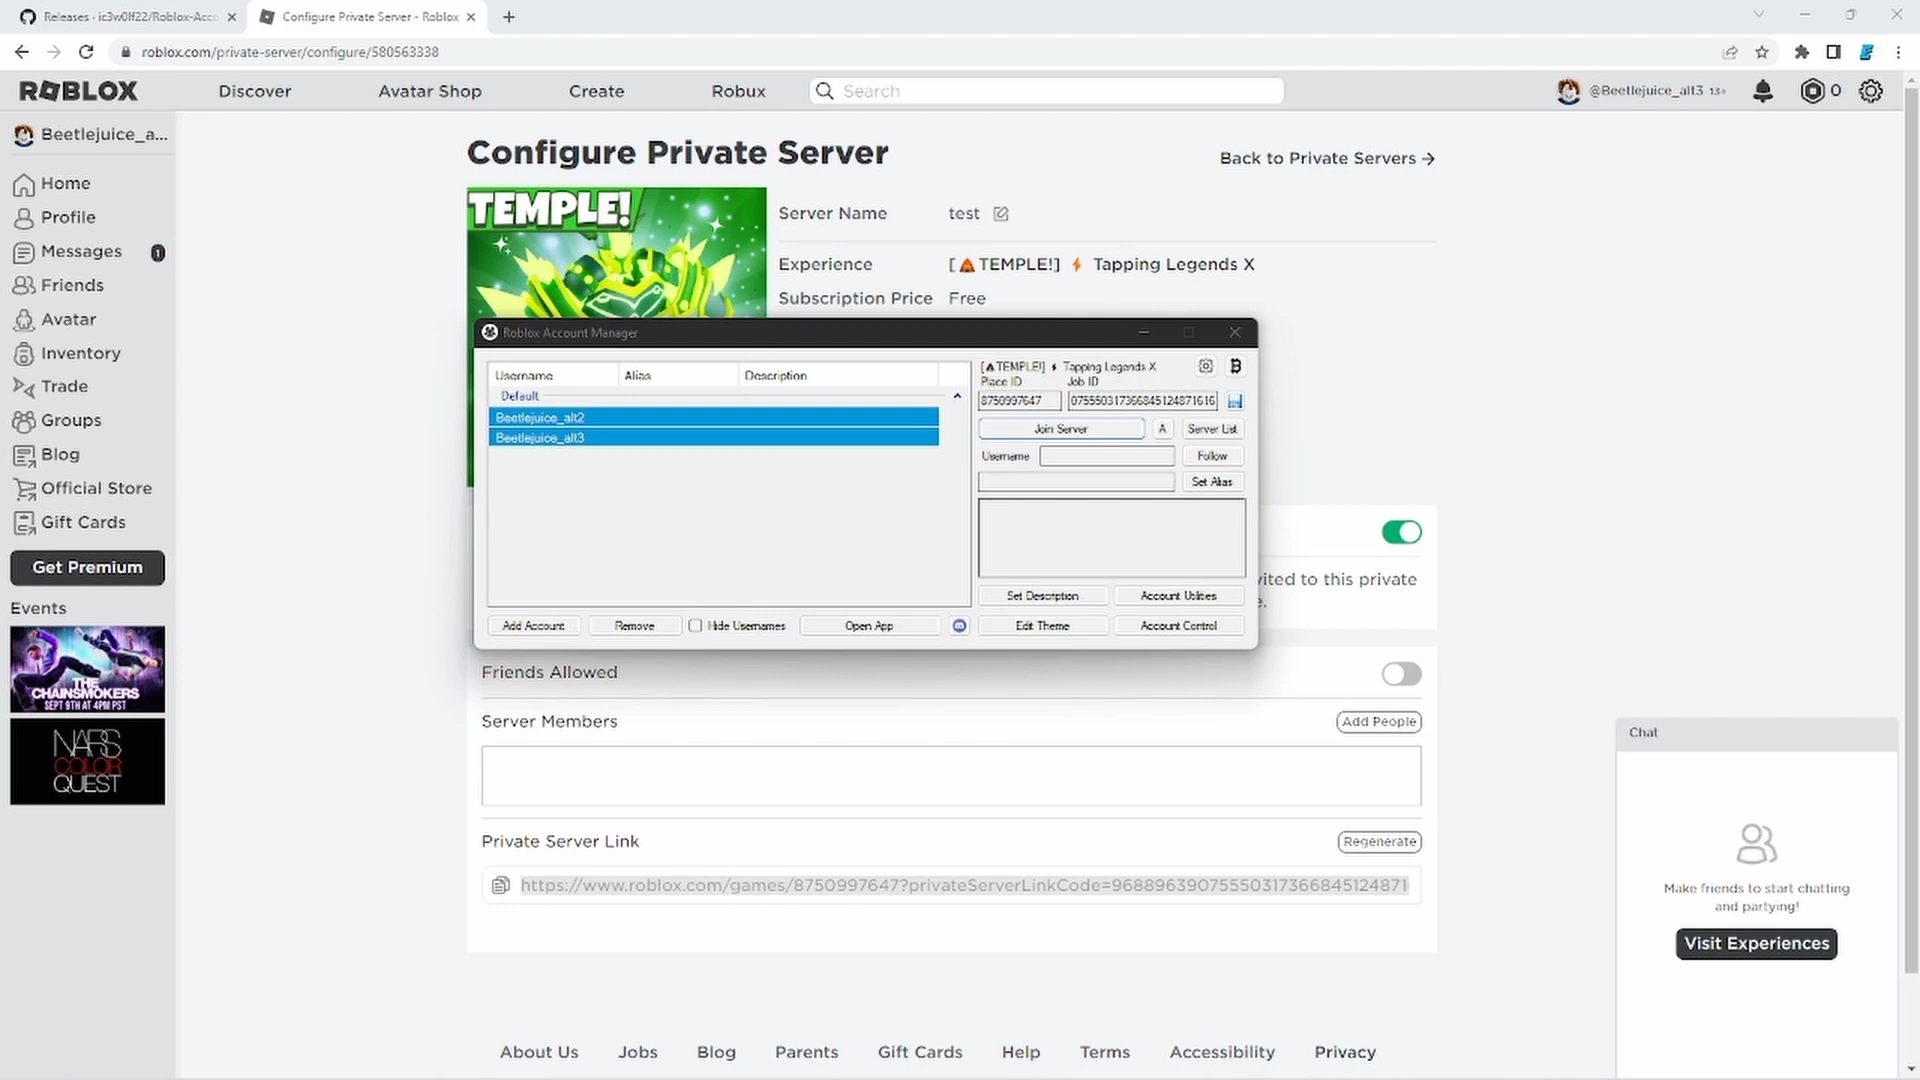 Releases · ic3w0lf22/Roblox-Acc
Configure Private Server - Roblox
roblox.com/private-server/configure/580563338
ROBLOX
Discover
Avatar Shop
Create
Robux
Search
@Beetlejuice_alt3 13+
0
Beetlejuice_a...
Home
Profile
Messages
1
Friends
Avatar
Inventory
Trade
Groups
Blog
Official Store
Gift Cards
Get Premium
Events
THE
CHAINSMOKERS
SEPT 9TH AT 4PM PST
NARS
COLOR
QUEST
Configure Private Server
Back to Private Servers →
TEMPLE!
Server Name
test
Experience
[🛕TEMPLE!] ⚡ Tapping Legends X
Subscription Price
Free
Roblox Account Manager
Username
Alias
Description
Default
Beetlejuice_alt2
Beetlejuice_alt3
[▲TEMPLE!] ⚡ Tapping Legends X
Place ID
Job ID
8750997647
07555031736684512487​1616
Join Server
A
Server List
Username
Follow
Set Alias
Set Description
Account Utilities
Add Account
Remove
Hide Usernames
Open App
Edit Theme
Account Control
vited to this private
e.
Friends Allowed
Server Members
Add People
Private Server Link
Regenerate
https://www.roblox.com/games/8750997647?privateServerLinkCode=96889639075550317366845124871
Chat
Make friends to start chatting
and partying!
Visit Experiences
About Us
Jobs
Blog
Parents
Gift Cards
Help
Terms
Accessibility
Privacy